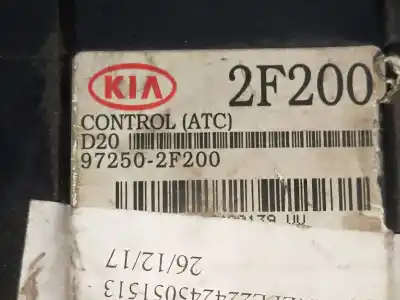 KIA
2F200
CONTROL (ATC)
D20
97250-2F200
26/12/17